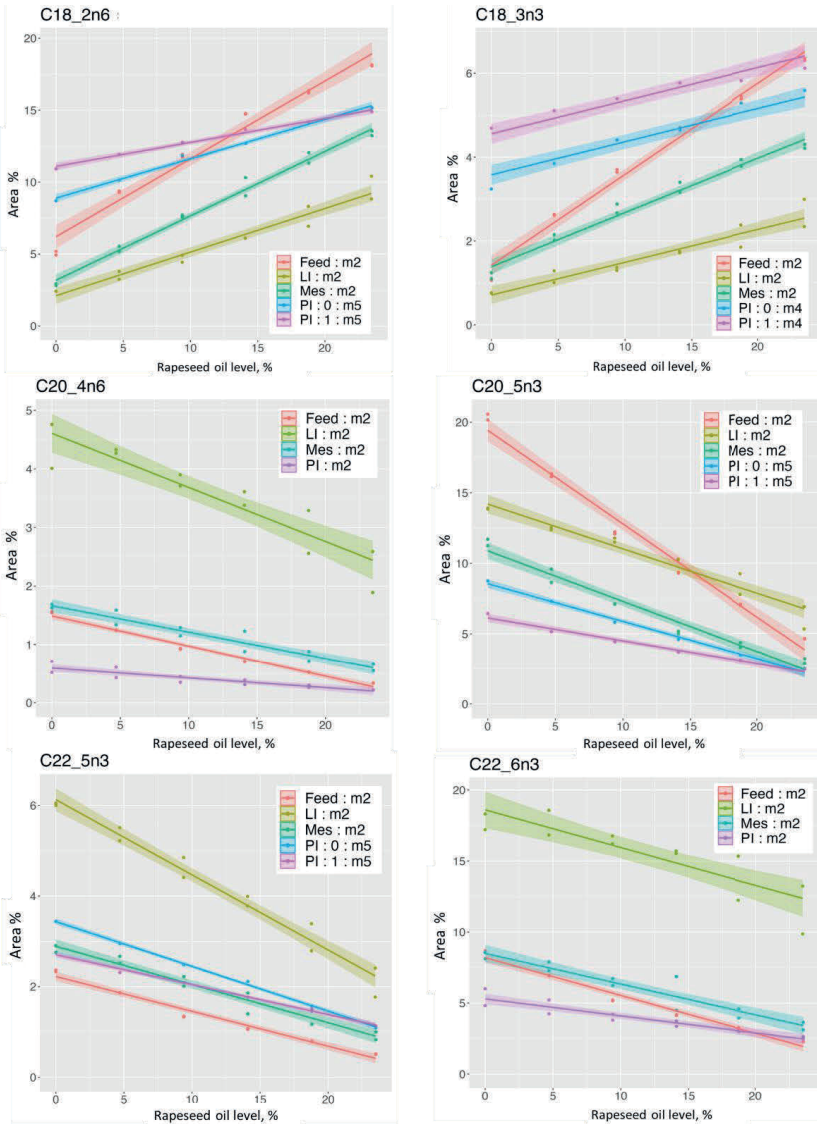 C18_2n6
20
15
10
5
0
Area %
Feed : m2
LI : m2
Mes : m2
PI : 0 : m5
PI : 1 : m5
0 5 10 15 20
Rapeseed oil level, %
C18_3n3
6
4
2
0
Area %
Feed : m2
LI : m2
Mes : m2
PI : 0 : m4
PI : 1 : m4
0 5 10 15 20
Rapeseed oil level, %
C20_4n6
5
4
3
2
1
0
Area %
Feed : m2
LI : m2
Mes : m2
PI : m2
0 5 10 15 20
Rapeseed oil level, %
C20_5n3
20
15
10
5
0
Area %
Feed : m2
LI : m2
Mes : m2
PI : 0 : m5
PI : 1 : m5
0 5 10 15 20
Rapeseed oil level, %
C22_5n3
6
4
2
0
Area %
Feed : m2
LI : m2
Mes : m2
PI : 0 : m5
PI : 1 : m5
0 5 10 15 20
Rapeseed oil level, %
C22_6n3
20
15
10
5
0
Area %
Feed : m2
LI : m2
Mes : m2
PI : m2
0 5 10 15 20
Rapeseed oil level, %